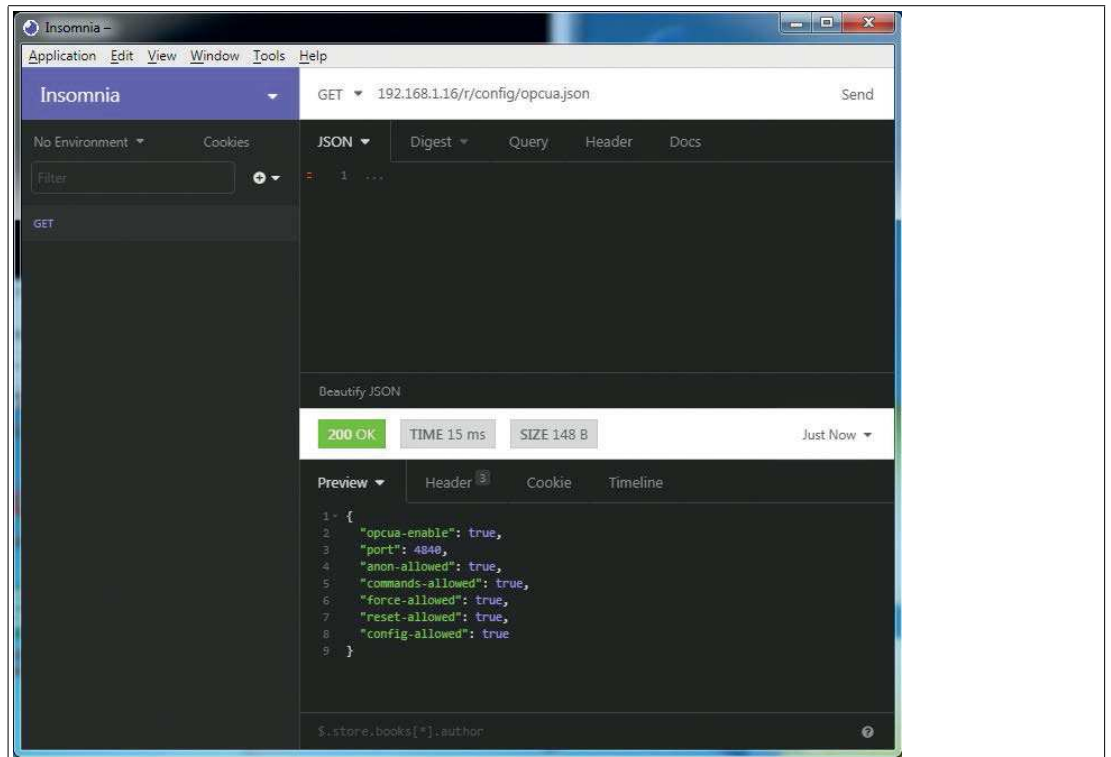 Insomnia –
Application Edit View Window Tools Help
Insomnia
GET 192.168.1.16/r/config/opcua.json Send
No Environment Cookies
JSON Digest Query Header Docs
Filter
1 ...
GET
Beautify JSON
200 OK TIME 15 ms SIZE 148 B Just Now
Preview Header 3 Cookie Timeline
1 {
2 "opcua-enable": true,
3 "port": 4840,
4 "anon-allowed": true,
5 "commands-allowed": true,
6 "force-allowed": true,
7 "reset-allowed": true,
8 "config-allowed": true
9 }
$.store.books[*].author